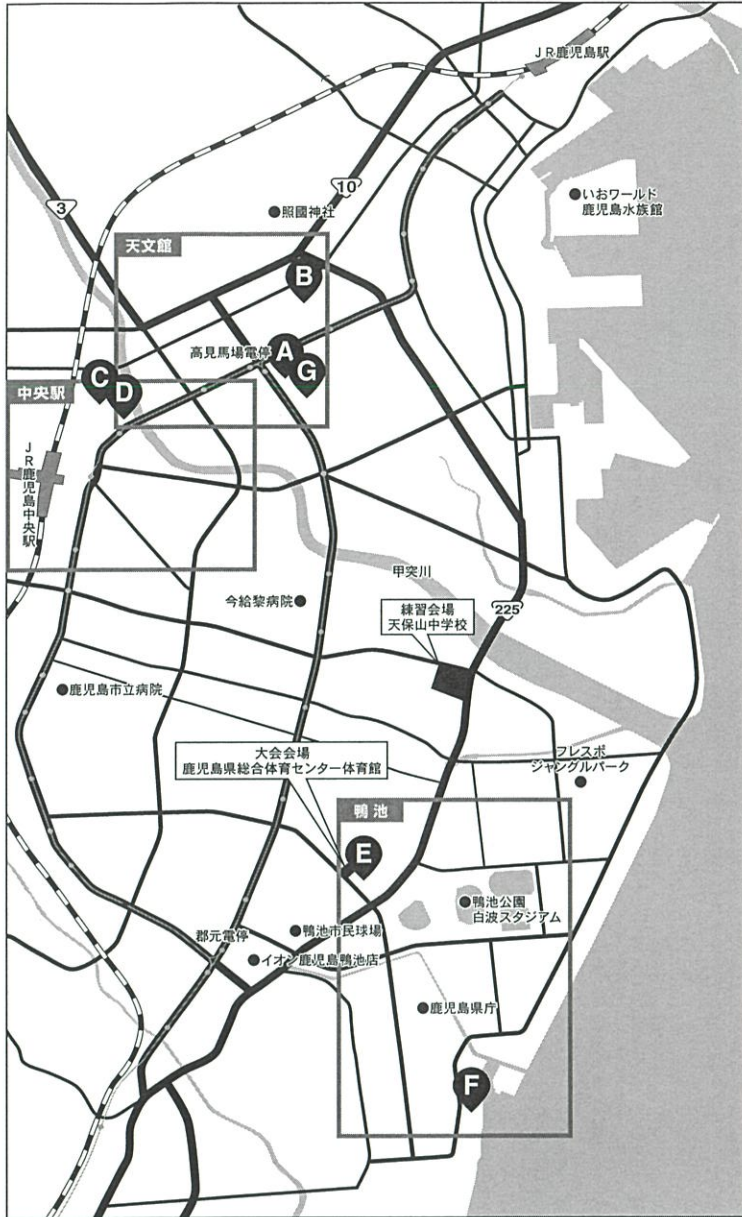 JR鹿児島駅
3
10
照國神社
いおワールド
鹿児島水族館
天文館
B
高見馬場電停
A
G
C
D
中央駅
JR鹿児島中央駅
甲突川
今給黎病院
225
練習会場
天保山中学校
鹿児島市立病院
大会会場
鹿児島県総合体育センター体育館
フレスポ
ジャングルパーク
鴨池
E
鴨池公園
白波スタジアム
鴨池市民球場
郡元電停
イオン鹿児島鴨池店
鹿児島県庁
F